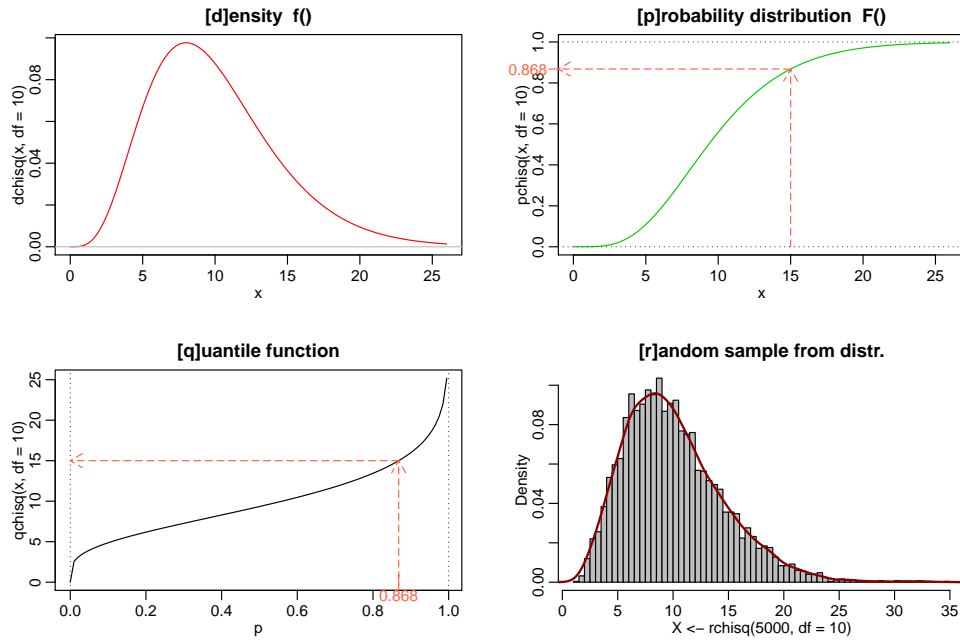 [d]ensity f()
dchisq(x, df = 10)
0.00 0.04 0.08
0 5 10 15 20 25
x
[p]robability distribution F()
pchisq(x, df = 10)
0.0 0.2 0.4 0.6 0.8 1.0
0.868
0 5 10 15 20 25
x
[q]uantile function
qchisq(x, df = 10)
0 5 10 15 20 25
0.0 0.2 0.4 0.6 0.8 1.0
0.868
p
[r]andom sample from distr.
Density
0.00 0.04 0.08
0 5 10 15 20 25 30 35
X <- rchisq(5000, df = 10)